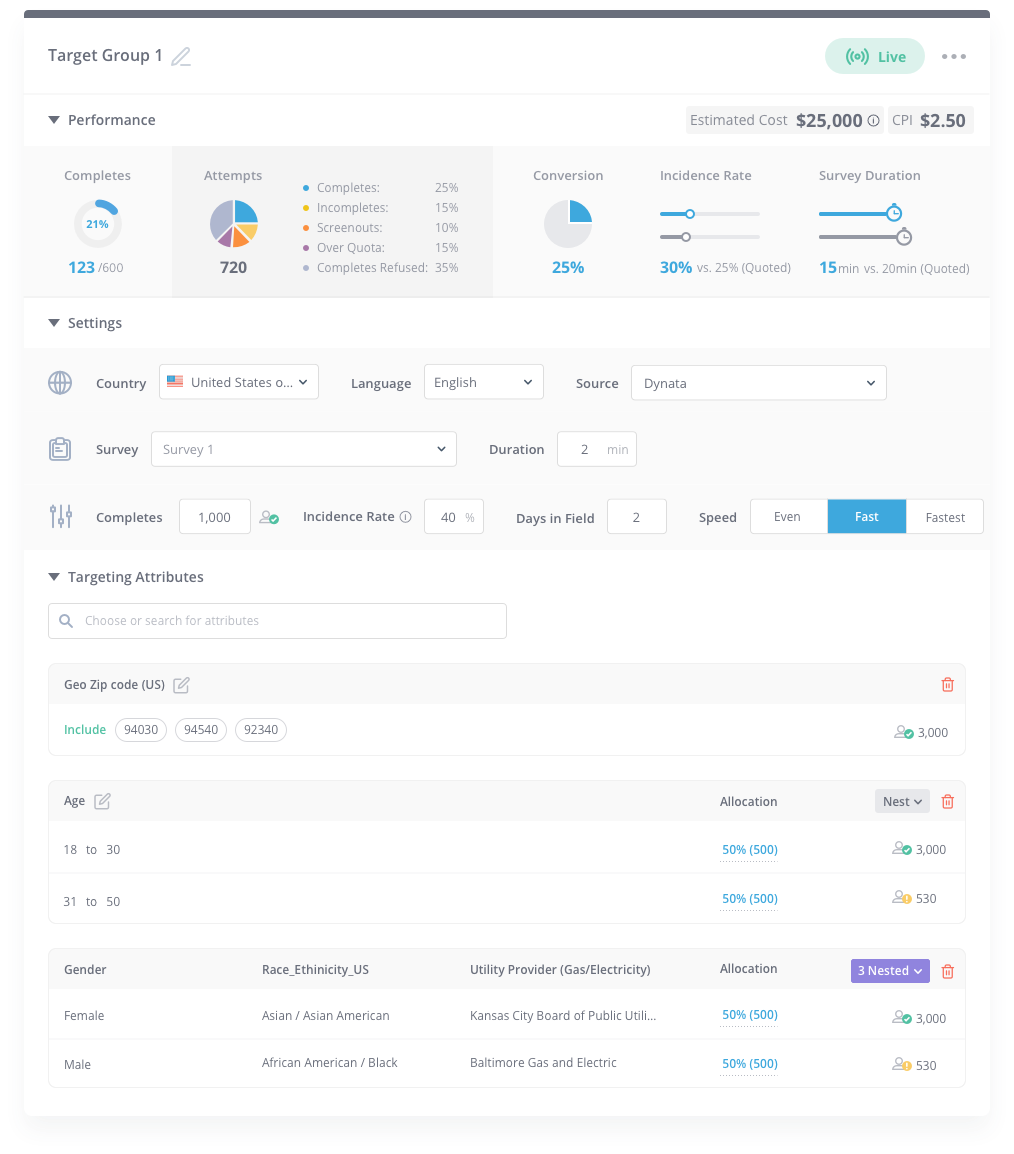 Target Group 1
Live
Performance
Estimated Cost $25,000
CPI $2.50
Completes
21%
123 /600
Attempts
720
Completes: 25%
Incompletes: 15%
Screenouts: 10%
Over Quota: 15%
Completes Refused: 35%
Conversion
25%
Incidence Rate
30% vs. 25% (Quoted)
Survey Duration
15 min vs. 20min (Quoted)
Settings
Country United States o... Language English Source Dynata
Survey Survey 1 Duration 2 min
Completes 1,000 Incidence Rate 40 % Days in Field 2 Speed Even Fast Fastest
Targeting Attributes
Choose or search for attributes
Geo Zip code (US)
Include 94030 94540 92340 3,000
Age Allocation Nest
18 to 30 50% (500) 3,000
31 to 50 50% (500) 530
Gender Race_Ethinicity_US Utility Provider (Gas/Electricity) Allocation 3 Nested
Female Asian / Asian American Kansas City Board of Public Utili... 50% (500) 3,000
Male African American / Black Baltimore Gas and Electric 50% (500) 530